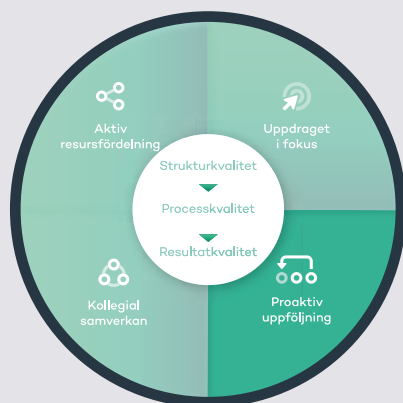 Aktiv
resursfördelning
Uppdraget
i fokus
Strukturkvalitet
Processkvalitet
Resultatkvalitet
Kollegial
samverkan
Proaktiv
uppföljning